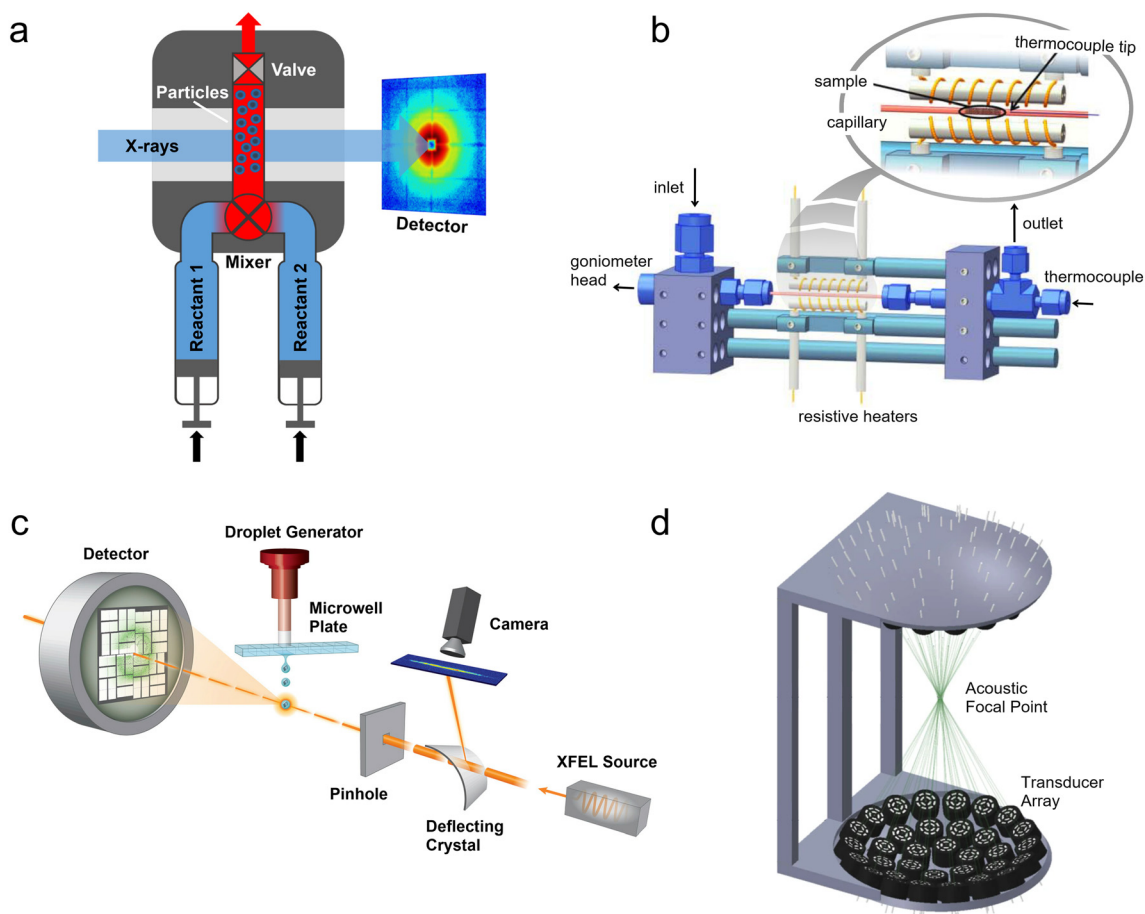 a
Valve
Particles
X-rays
Detector
Mixer
Reactant 1
Reactant 2
b
thermocouple tip
sample
capillary
inlet
outlet
goniometer
head
thermocouple
resistive heaters
c
Droplet Generator
Detector
Microwell
Plate
Camera
XFEL Source
Pinhole
Deflecting
Crystal
d
Acoustic
Focal Point
Transducer
Array